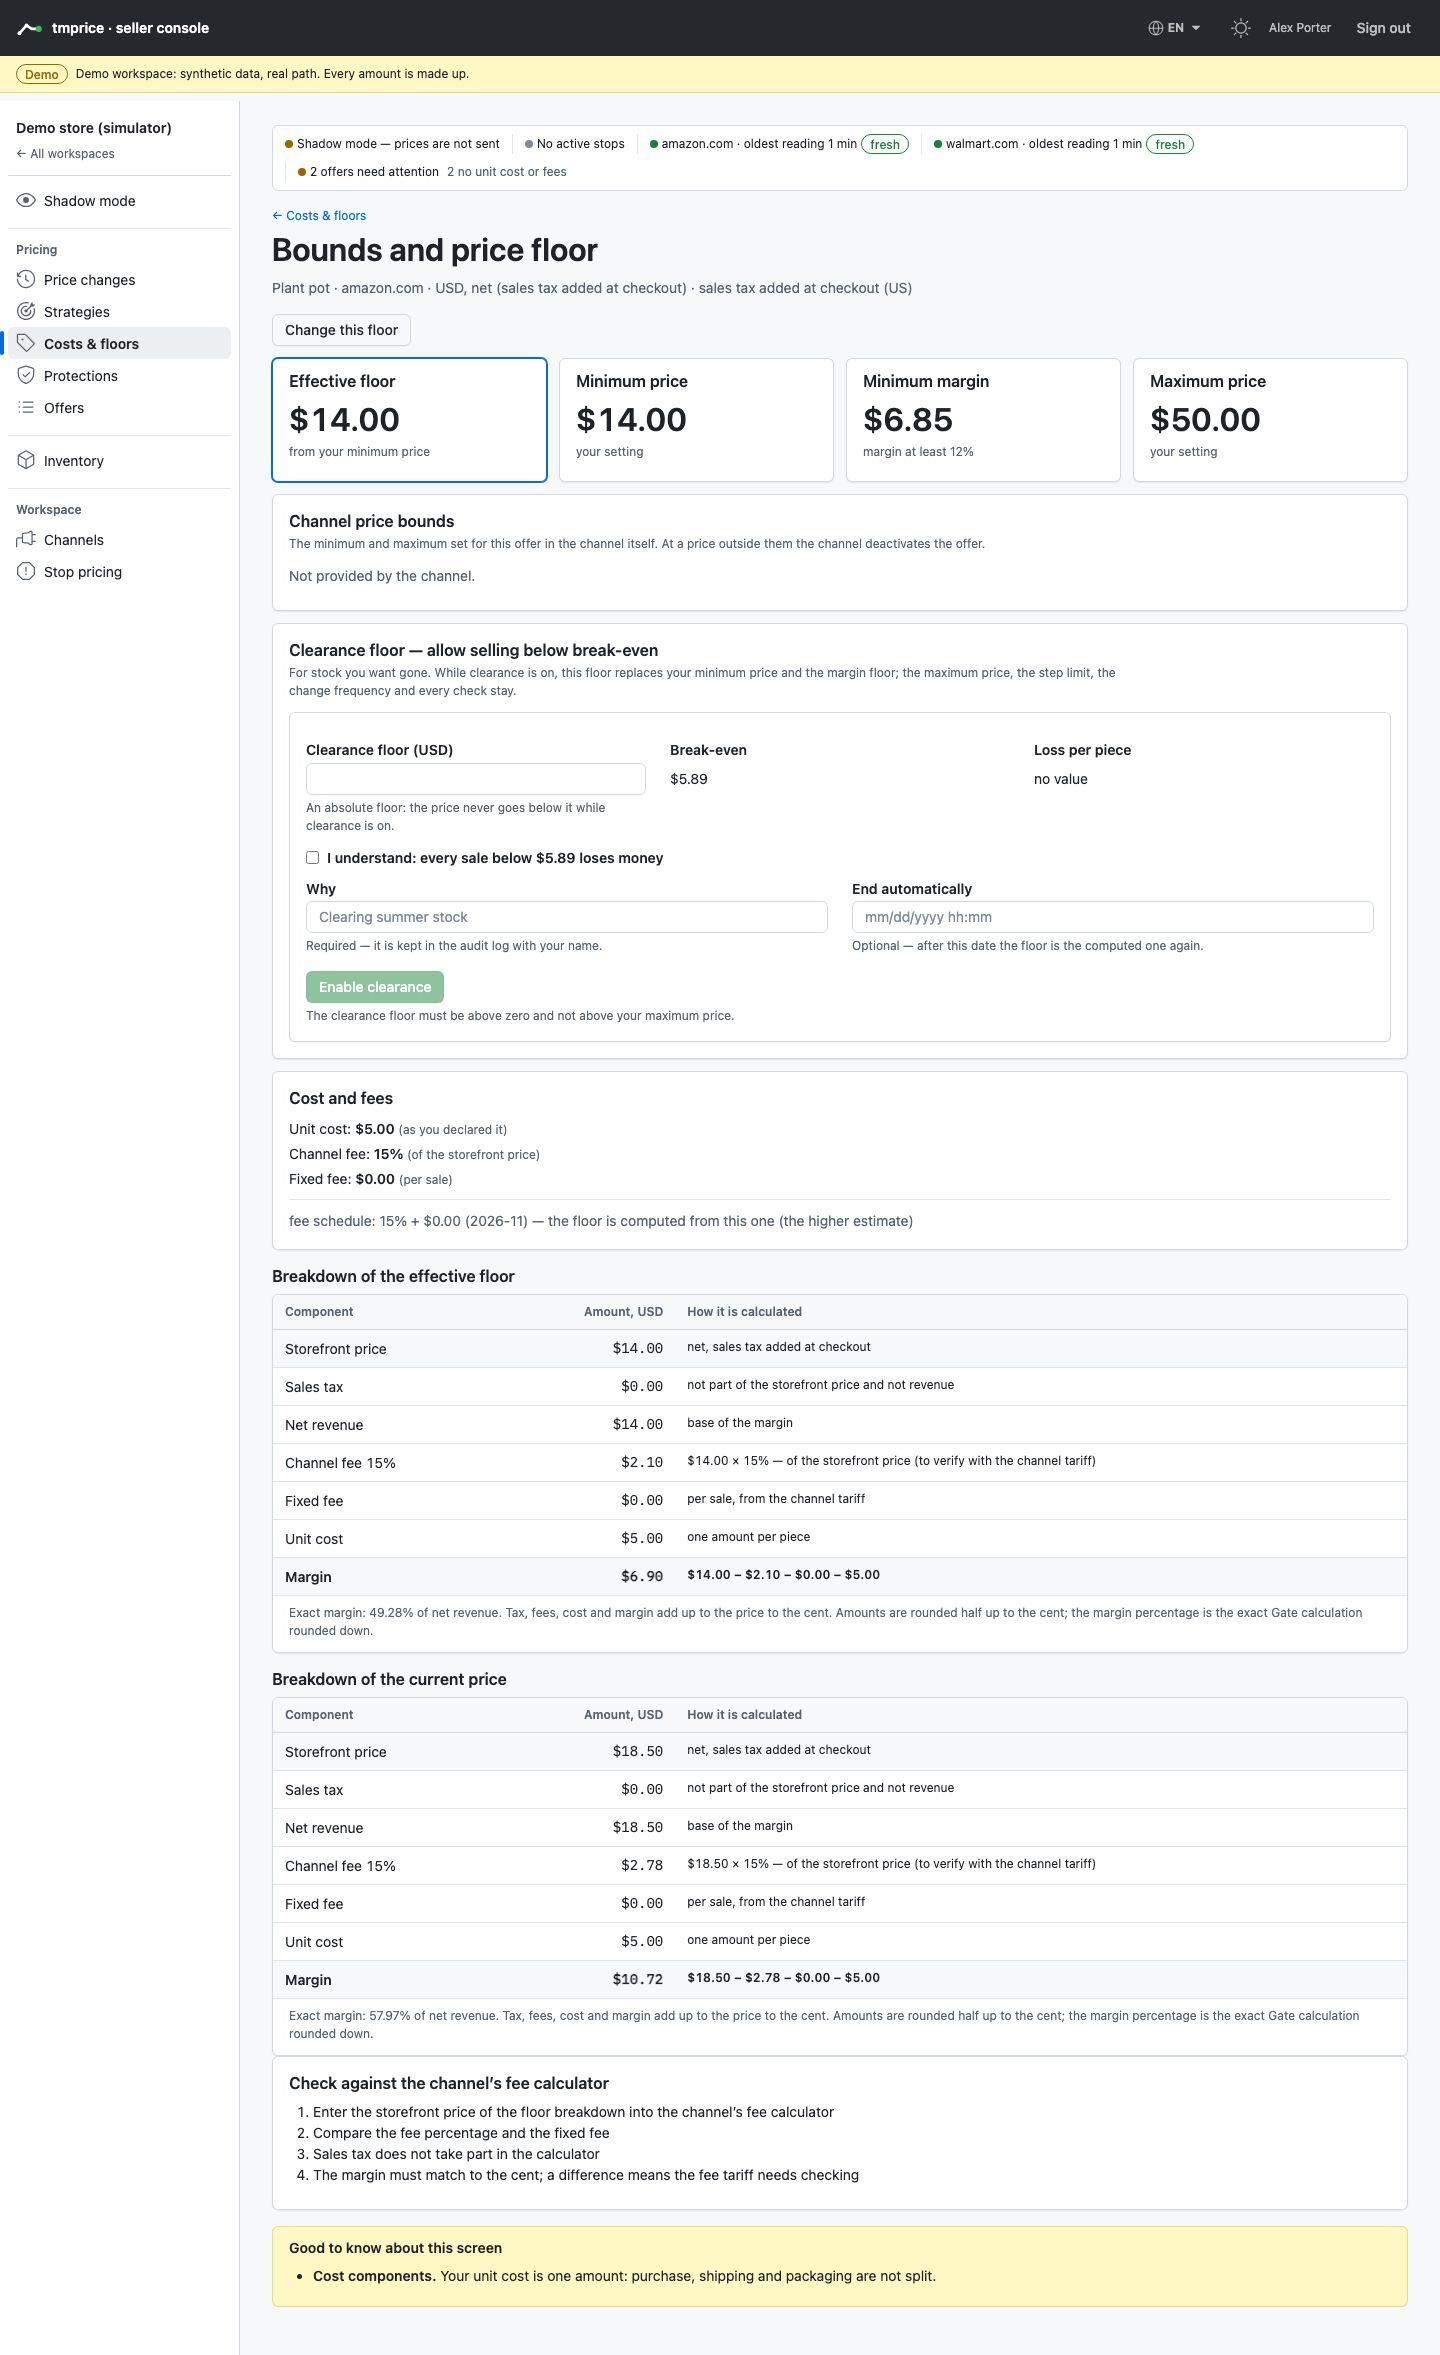 tmprice · seller console
EN
Alex Porter
Sign out
Demo
Demo workspace: synthetic data, real path. Every amount is made up.
Demo store (simulator)
← All workspaces
Shadow mode
Pricing
Price changes
Strategies
Costs & floors
Protections
Offers
Inventory
Workspace
Channels
Stop pricing
Shadow mode — prices are not sent
No active stops
amazon.com · oldest reading 1 min fresh
walmart.com · oldest reading 1 min fresh
2 offers need attention 2 no unit cost or fees
← Costs & floors
Bounds and price floor
Plant pot · amazon.com · USD, net (sales tax added at checkout) · sales tax added at checkout (US)
Change this floor
Effective floor
$14.00
from your minimum price
Minimum price
$14.00
your setting
Minimum margin
$6.85
margin at least 12%
Maximum price
$50.00
your setting
Channel price bounds
The minimum and maximum set for this offer in the channel itself. At a price outside them the channel deactivates the offer.
Not provided by the channel.
Clearance floor — allow selling below break-even
For stock you want gone. While clearance is on, this floor replaces your minimum price and the margin floor; the maximum price, the step limit, the
change frequency and every check stay.
Clearance floor (USD)
An absolute floor: the price never goes below it while
clearance is on.
Break-even
$5.89
Loss per piece
no value
I understand: every sale below $5.89 loses money
Why
Clearing summer stock
Required — it is kept in the audit log with your name.
End automatically
mm/dd/yyyy hh:mm
Optional — after this date the floor is the computed one again.
Enable clearance
The clearance floor must be above zero and not above your maximum price.
Cost and fees
Unit cost: $5.00 (as you declared it)
Channel fee: 15% (of the storefront price)
Fixed fee: $0.00 (per sale)
fee schedule: 15% + $0.00 (2026-11) — the floor is computed from this one (the higher estimate)
Breakdown of the effective floor
Component Amount, USD How it is calculated
Storefront price $14.00 net, sales tax added at checkout
Sales tax $0.00 not part of the storefront price and not revenue
Net revenue $14.00 base of the margin
Channel fee 15% $2.10 $14.00 × 15% — of the storefront price (to verify with the channel tariff)
Fixed fee $0.00 per sale, from the channel tariff
Unit cost $5.00 one amount per piece
Margin $6.90 $14.00 − $2.10 − $0.00 − $5.00
Exact margin: 49.28% of net revenue. Tax, fees, cost and margin add up to the price to the cent. Amounts are rounded half up to the cent; the margin percentage is the exact Gate calculation
rounded down.
Breakdown of the current price
Component Amount, USD How it is calculated
Storefront price $18.50 net, sales tax added at checkout
Sales tax $0.00 not part of the storefront price and not revenue
Net revenue $18.50 base of the margin
Channel fee 15% $2.78 $18.50 × 15% — of the storefront price (to verify with the channel tariff)
Fixed fee $0.00 per sale, from the channel tariff
Unit cost $5.00 one amount per piece
Margin $10.72 $18.50 − $2.78 − $0.00 − $5.00
Exact margin: 57.97% of net revenue. Tax, fees, cost and margin add up to the price to the cent. Amounts are rounded half up to the cent; the margin percentage is the exact Gate calculation
rounded down.
Check against the channel's fee calculator
1. Enter the storefront price of the floor breakdown into the channel's fee calculator
2. Compare the fee percentage and the fixed fee
3. Sales tax does not take part in the calculator
4. The margin must match to the cent; a difference means the fee tariff needs checking
Good to know about this screen
• Cost components. Your unit cost is one amount: purchase, shipping and packaging are not split.